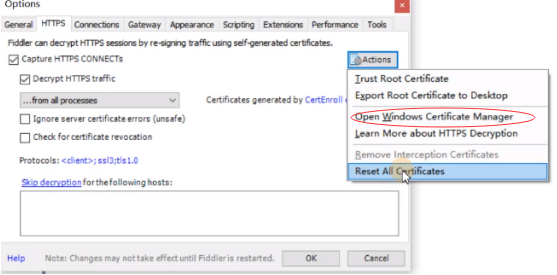 Options
General HTTPS Connections Gateway Appearance Scripting Extensions Performance Tools
Fiddler can decrypt HTTPS sessions by re-signing traffic using self-generated certificates.
Capture HTTPS CONNECTs
Actions
Decrypt HTTPS traffic
...from all processes
Certificates generated by CertEnroll
Ignore server certificate errors (unsafe)
Check for certificate revocation
Protocols: <client>;ssl3;tls1.0
Skip decryption for the following hosts:
Trust Root Certificate
Export Root Certificate to Desktop
Open Windows Certificate Manager
Learn More about HTTPS Decryption
Remove Interception Certificates
Reset All Certificates
Help Note: Changes may not take effect until Fiddler is restarted. OK Cancel